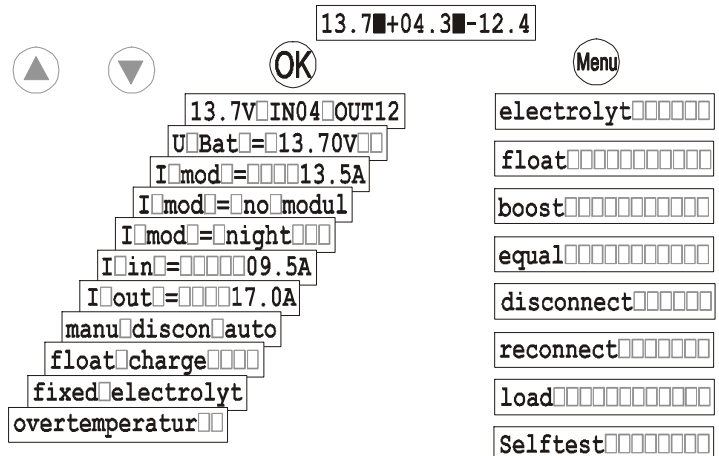 13.7■+04.3■-12.4
OK
Menu
13.7V□IN04□OUT12
U□Bat□=□13.70V□□
I□mod□=□□□□13.5A
I□mod□=□no□modul
I□mod□=□night□□□
I□in□=□□□□□09.5A
I□out□=□□□□17.0A
manu□discon□auto
float□charge□□□□
fixed□electrolyt
overtemperatur□□
electrolyt□□□□□□
float□□□□□□□□□□□
boost□□□□□□□□□□□
equal□□□□□□□□□□□
disconnect□□□□□□
reconnect□□□□□□□
load□□□□□□□□□□□□
Selftest□□□□□□□□